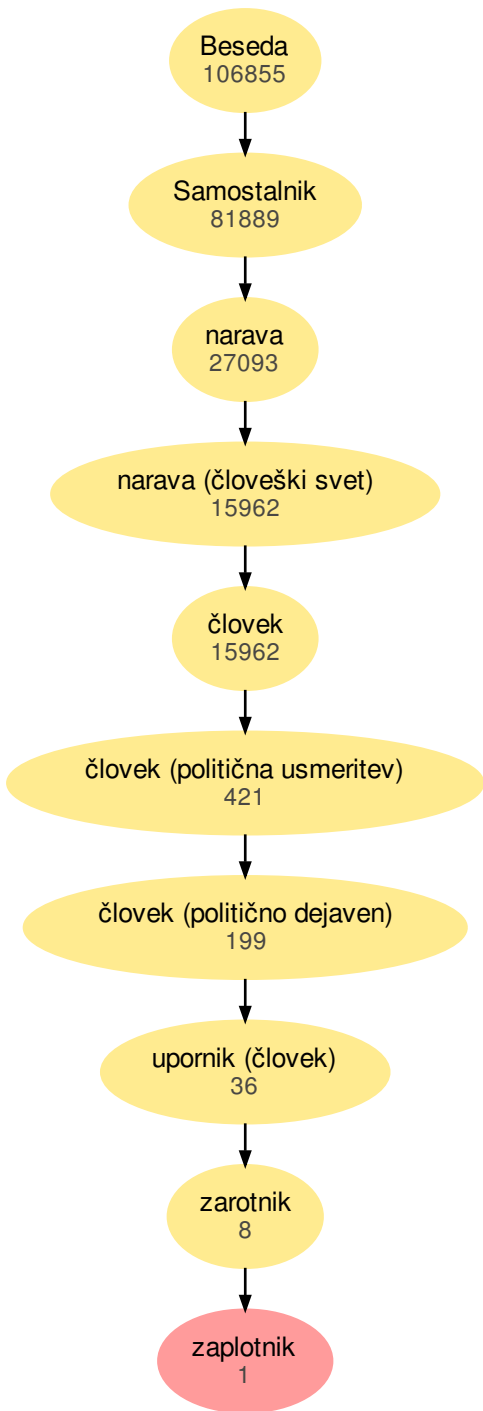 Beseda
106855
Samostalnik
81889
narava
27093
narava (človeški svet)
15962
človek
15962
človek (politična usmeritev)
421
človek (politično dejaven)
199
upornik (človek)
36
zarotnik
8
zaplotnik
1